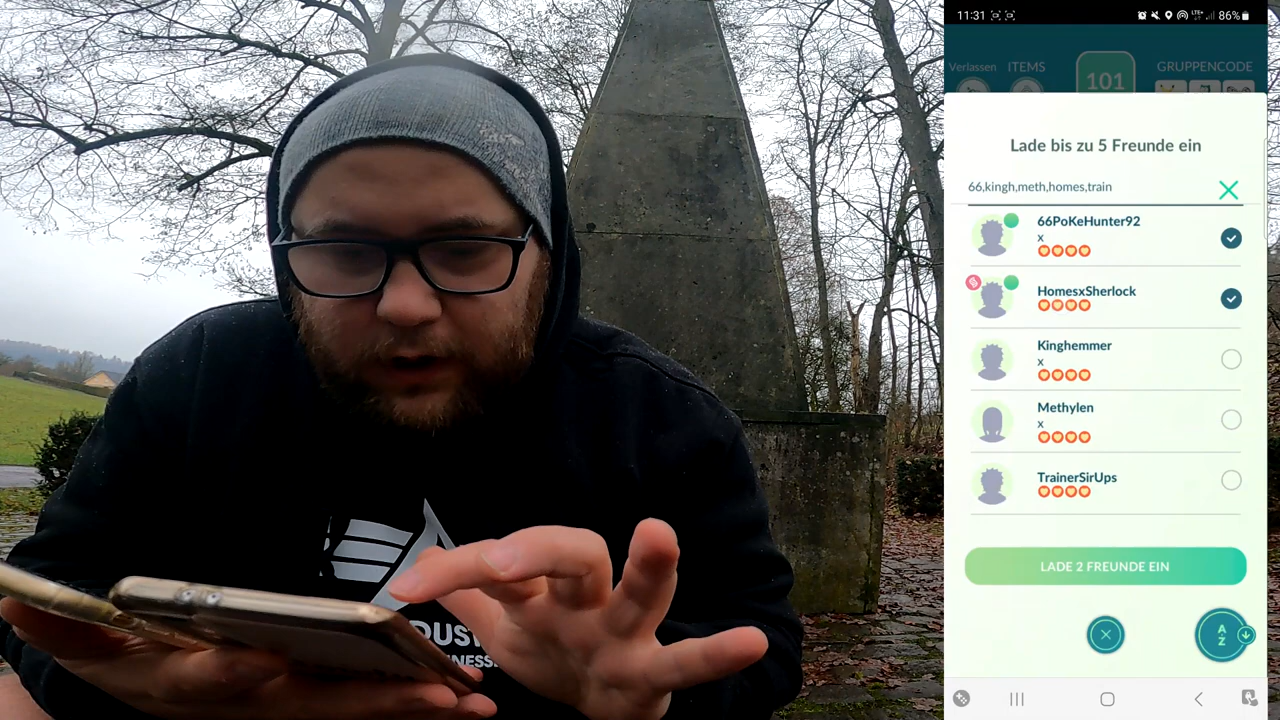 11:31
86%
Verlassen ITEMS
101
GRUPPENCODE
Lade bis zu 5 Freunde ein
66,kingh,meth,homes,train
66PoKeHunter92
x
HomesxSherlock
Kinghemmer
x
Methylen
x
TrainerSirUps
LADE 2 FREUNDE EIN
A
Z